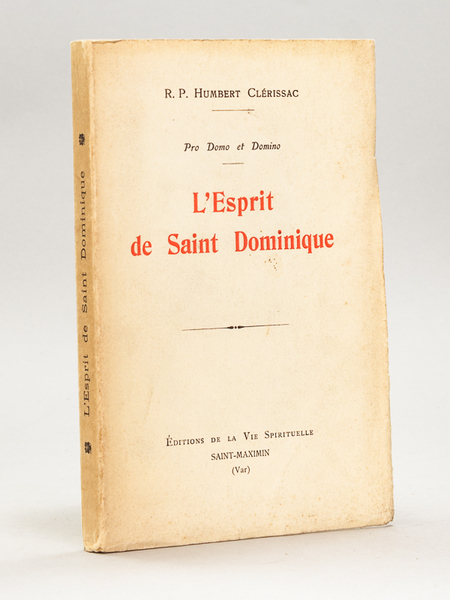 R. P. HUMBERT CLÉRISSAC
Pro Domo et Domino
L'Esprit
de Saint Dominique
ÉDITIONS DE LA VIE SPIRITUELLE
SAINT-MAXIMIN
(Var)
L'Esprit de Saint Dominique